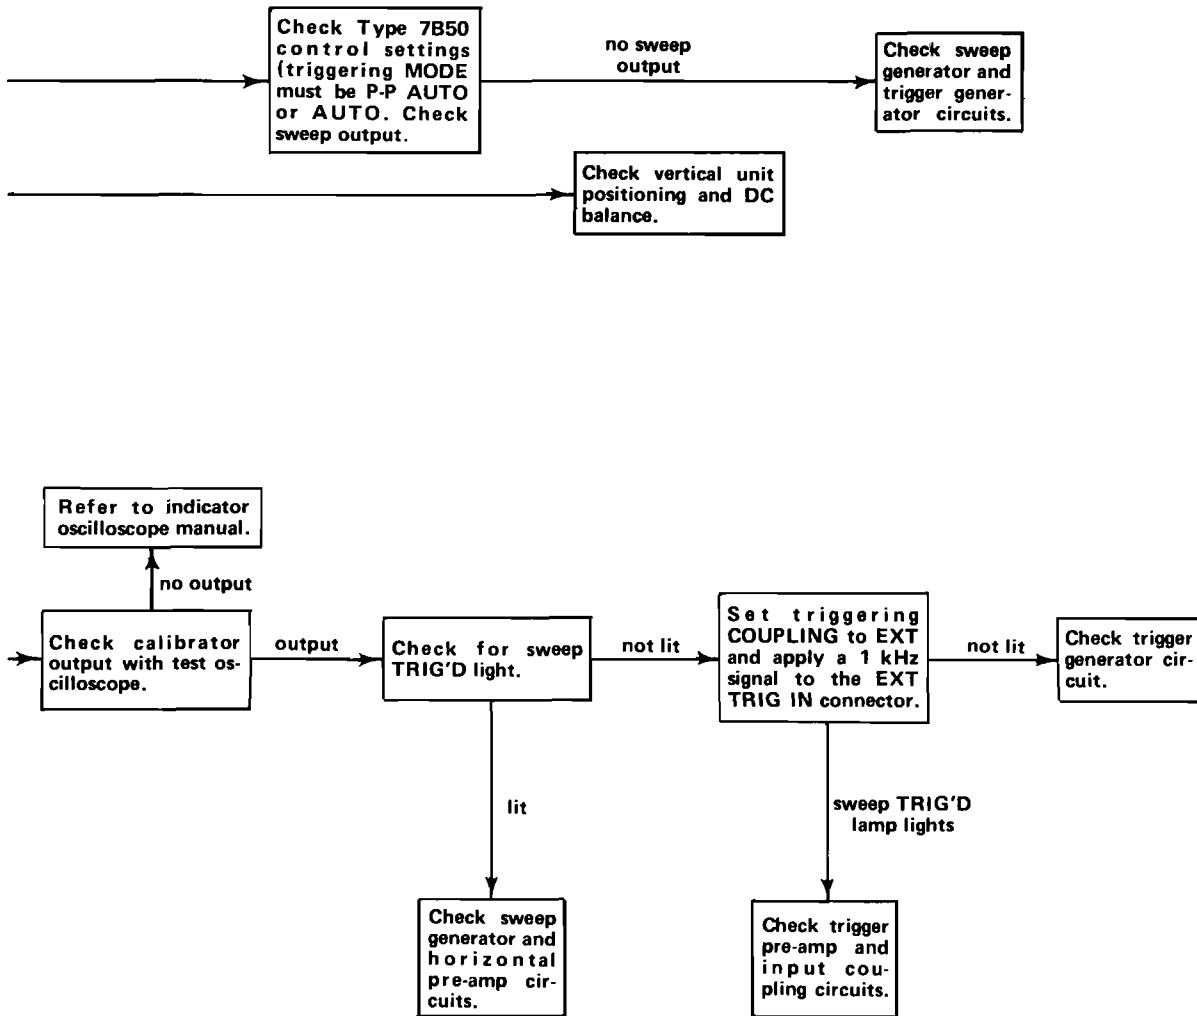 Check Type 7B50
control settings
(triggering MODE
must be P-P AUTO
or AUTO. Check
sweep output.
no sweep
output
Check sweep
generator and
trigger gener-
ator circuits.
Check vertical unit
positioning and DC
balance.
Refer to indicator
oscilloscope manual.
no output
Check calibrator
output with test os-
cilloscope.
output
Check for sweep
TRIG'D light.
not lit
Set triggering
COUPLING to EXT
and apply a 1 kHz
signal to the EXT
TRIG IN connector.
not lit
Check trigger
generator cir-
cuit.
lit
sweep TRIG'D
lamp lights
Check sweep
generator and
horizontal
pre-amp cir-
cuits.
Check trigger
pre-amp and
input cou-
pling circuits.